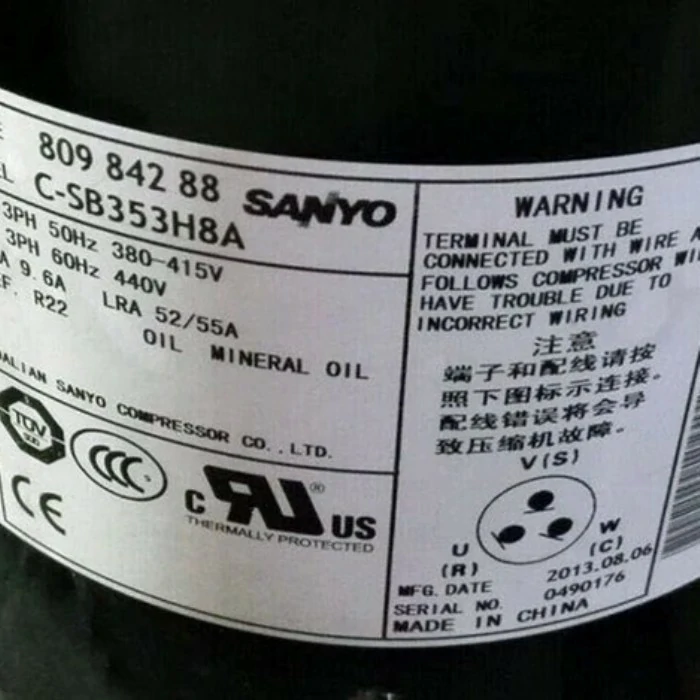 809 842 88
C-SB353H8A
SANYO
3PH 50Hz 380-415V
3PH 60Hz 440V
A 9.6A LRA 52/55A
F. R22 OIL MINERAL OIL
ALIAN SANYO COMPRESSOR CO.,LTD.
TÜV
SÜD
CCC
CE
C RU ® US
THERMALLY PROTECTED
WARNING
TERMINAL MUST BE
CONNECTED WITH WIRE A
FOLLOWS COMPRESSOR WI
HAVE TROUBLE DUE TO
INCORRECT WIRING
注意
端子和配线请按
照下图标示连接。
配线错误将会导
致压缩机故障。
V(S)
U
(R)
W
(C)
MFG. DATE 2013.08.06
SERIAL NO. 0490176
MADE IN CHINA